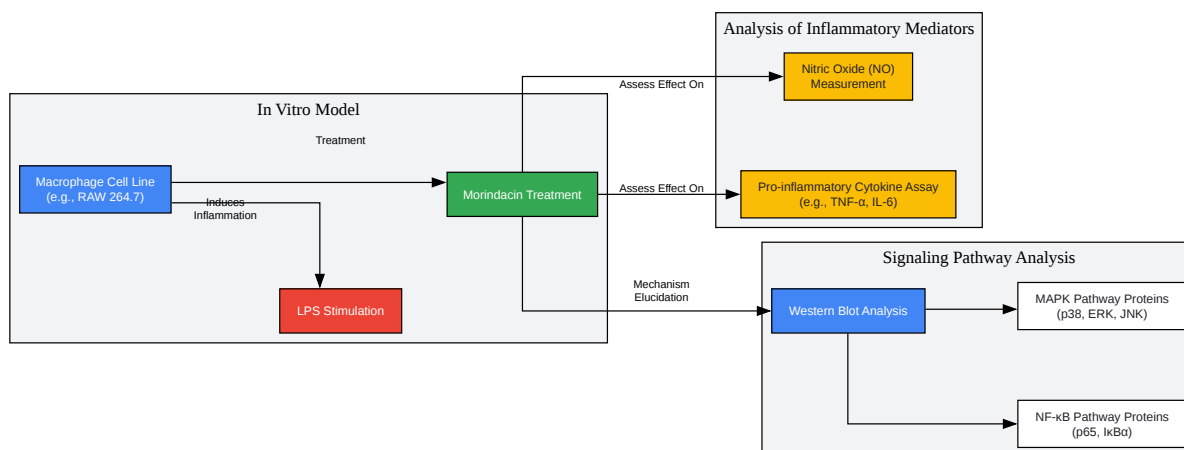 Analysis of Inflammatory Mediators
Nitric Oxide (NO)
Measurement
Assess Effect On
In Vitro Model
Treatment
Macrophage Cell Line
(e.g., RAW 264.7)
Morindacin Treatment
Assess Effect On
Pro-inflammatory Cytokine Assay
(e.g., TNF-α, IL-6)
Induces
Inflammation
LPS Stimulation
Signaling Pathway Analysis
Mechanism
Elucidation
Western Blot Analysis
MAPK Pathway Proteins
(p38, ERK, JNK)
NF-κB Pathway Proteins
(p65, IκBα)